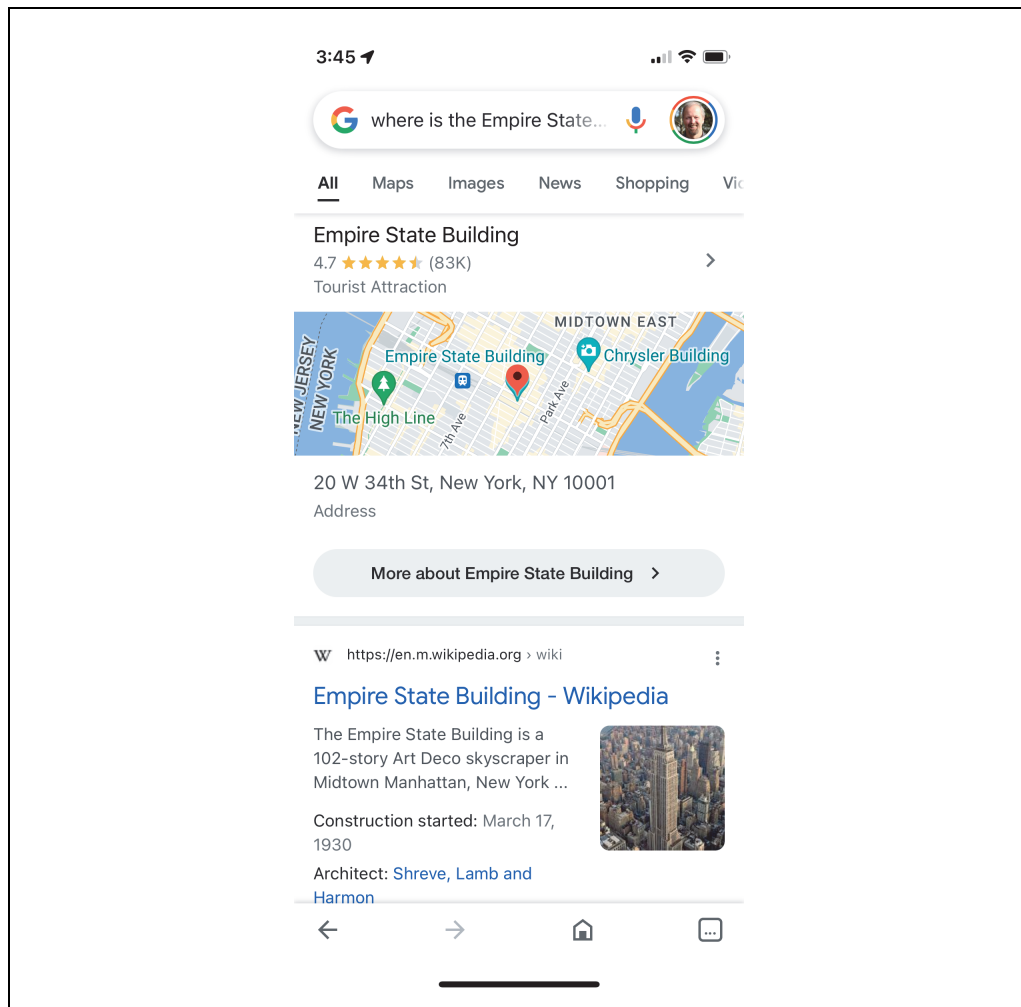 3:45
where is the Empire State...
All Maps Images News Shopping Vic
Empire State Building
4.7 (83K)
Tourist Attraction
MIDTOWN EAST
Empire State Building
Chrysler Building
NEW JERSEY
NEW YORK
The High Line
7th Ave
Park Ave
20 W 34th St, New York, NY 10001
Address
More about Empire State Building
W https://en.m.wikipedia.org › wiki
Empire State Building - Wikipedia
The Empire State Building is a
102-story Art Deco skyscraper in
Midtown Manhattan, New York ...
Construction started: March 17,
1930
Architect: Shreve, Lamb and
Harmon